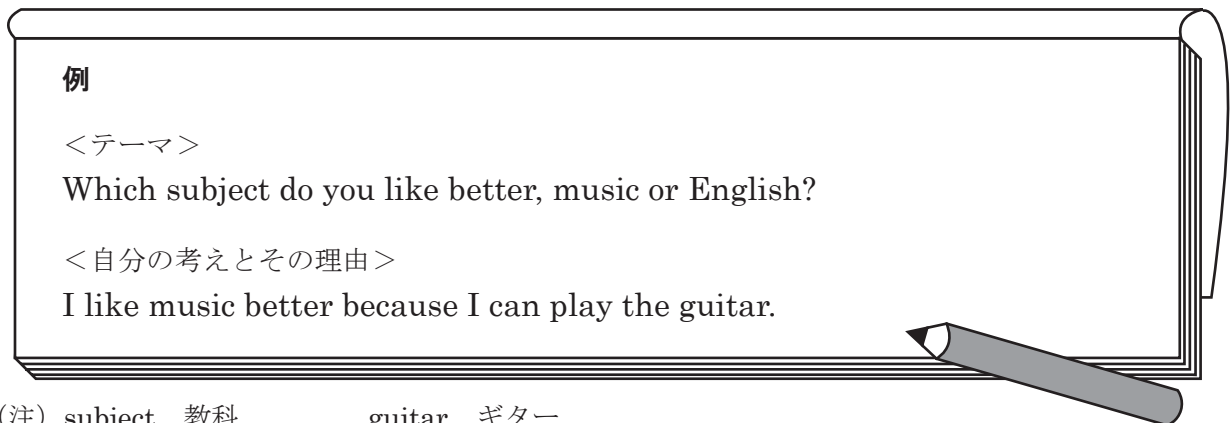 例
<テーマ>
Which subject do you like better, music or English?
<自分の考えとその理由>
I like music better because I can play the guitar.
(注) subject 教科 guitar ギター